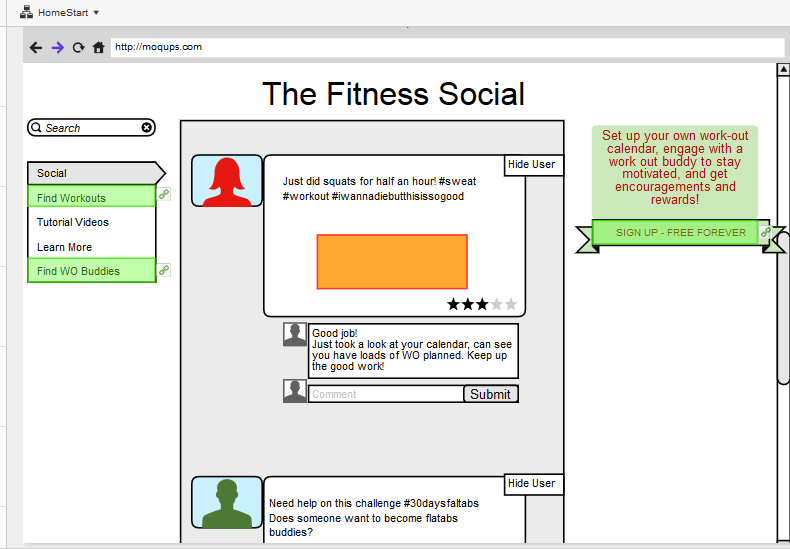 HomeStart
http://moqups.com
The Fitness Social
Search
Social
Find Workouts
Tutorial Videos
Learn More
Find WO Buddies
Hide User
Just did squats for half an hour! #sweat
#workout #iwannadiebutthisissogood
Good job!
Just took a look at your calendar, can see
you have loads of WO planned. Keep up
the good work!
Comment
Submit
Hide User
Need help on this challenge #30daysfaltabs
Does someone want to become flatabs
buddies?
Set up your own work-out
calendar, engage with a
work out buddy to stay
motivated, and get
encouragements and
rewards!
SIGN UP - FREE FOREVER